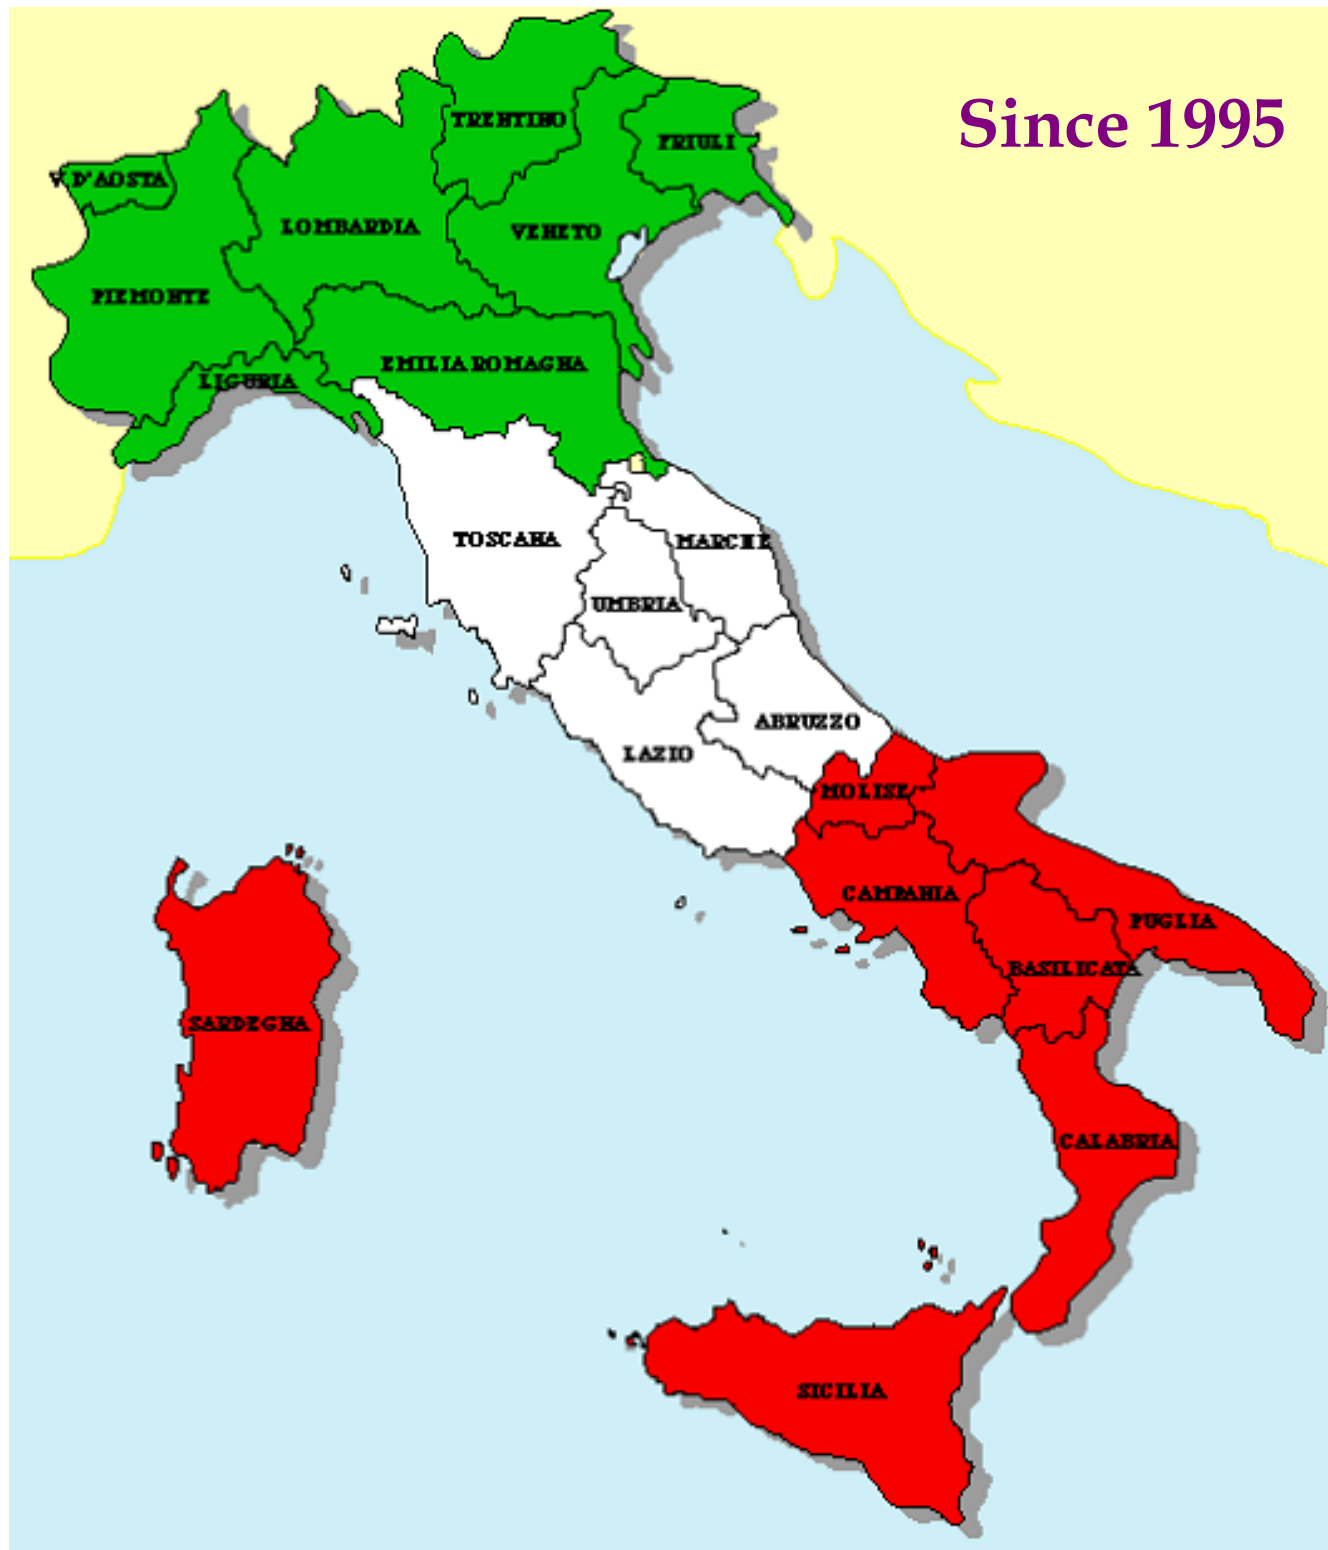 Since 1995
TRENTINO
FRIULI
V. D'AOSTA
LOMBARDIA
VENETO
PIEMONTE
EMILIA ROMAGNA
LIGURIA
TOSCANA
MARCHE
UMBRIA
ABRUZZO
LAZIO
MOLISE
CAMPANIA
PUGLIA
BASILICATA
SARDEGNA
CALABRIA
SICILIA